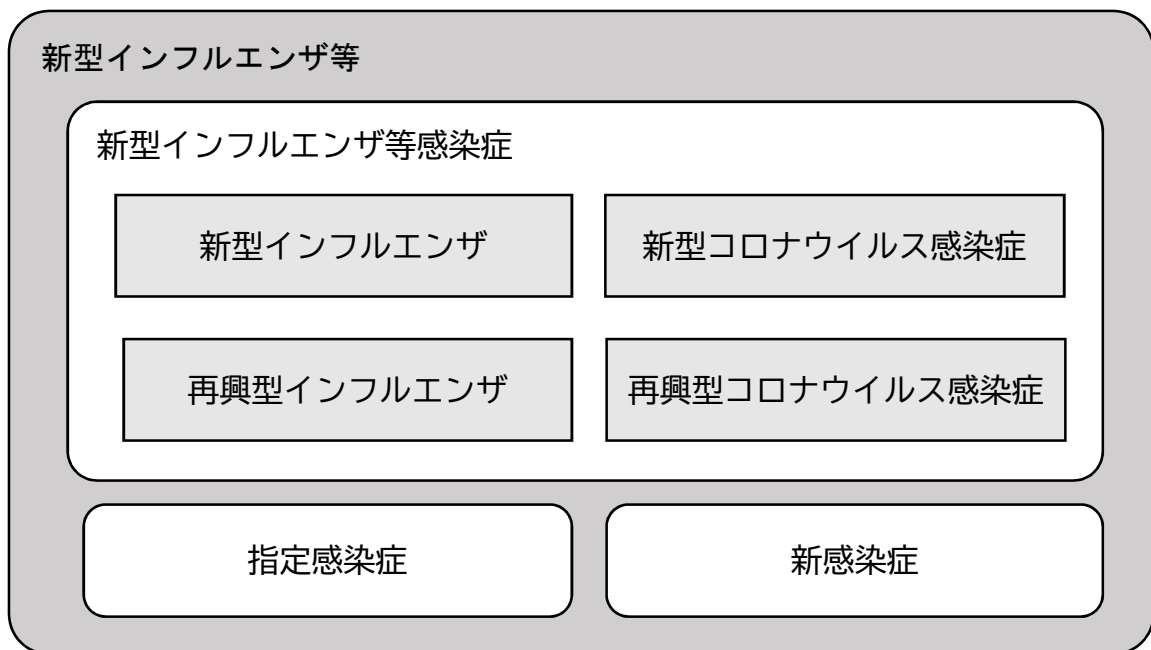 新型インフルエンザ等
新型インフルエンザ等感染症
新型インフルエンザ
新型コロナウイルス感染症
再興型インフルエンザ
再興型コロナウイルス感染症
指定感染症
新感染症